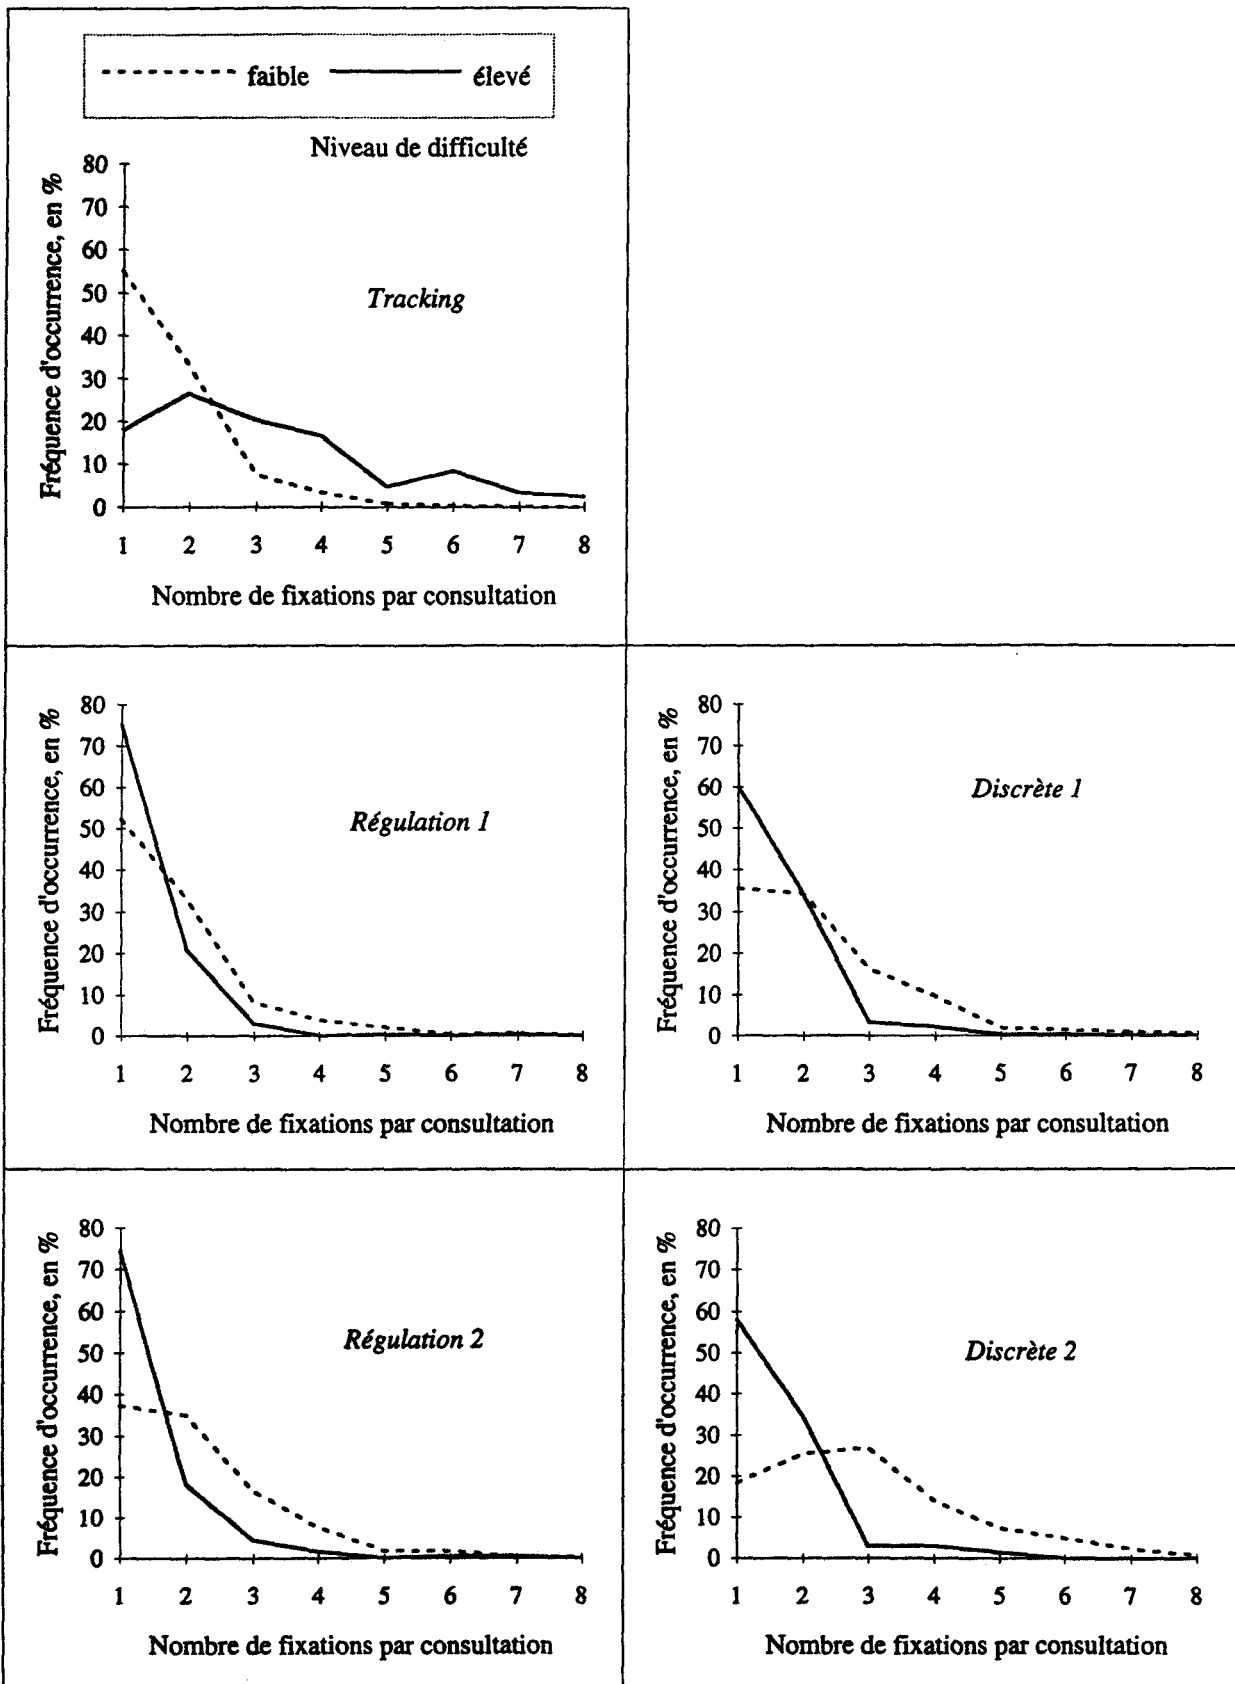 faible élevé
Niveau de difficulté
Fréquence d'occurrence, en %
80
70
60
50
40
30
20
10
0
Tracking
1 2 3 4 5 6 7 8
Nombre de fixations par consultation
Fréquence d'occurrence, en %
80
70
60
50
40
30
20
10
0
Régulation 1
1 2 3 4 5 6 7 8
Nombre de fixations par consultation
Fréquence d'occurrence, en %
80
70
60
50
40
30
20
10
0
Discrète 1
1 2 3 4 5 6 7 8
Nombre de fixations par consultation
Fréquence d'occurrence, en %
80
70
60
50
40
30
20
10
0
Régulation 2
1 2 3 4 5 6 7 8
Nombre de fixations par consultation
Fréquence d'occurrence, en %
80
70
60
50
40
30
20
10
0
Discrète 2
1 2 3 4 5 6 7 8
Nombre de fixations par consultation